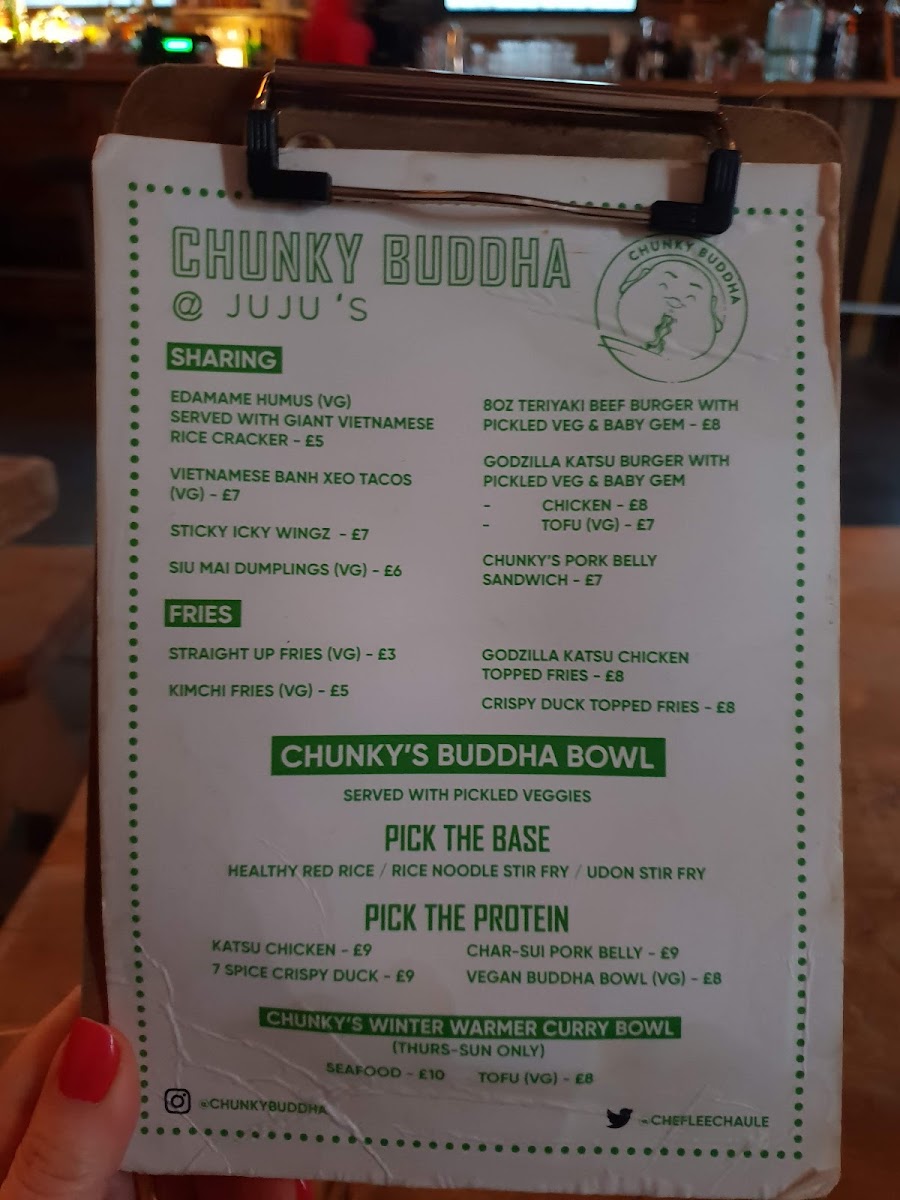 CHUNKY BUDDHA
@ JUJU'S
CHUNKY BUDDHA
SHARING
EDAMAME HUMUS (VG)
SERVED WITH GIANT VIETNAMESE
RICE CRACKER - £5
VIETNAMESE BANH XEO TACOS
(VG) - £7
STICKY ICKY WINGZ - £7
SIU MAI DUMPLINGS (VG) - £6
8OZ TERIYAKI BEEF BURGER WITH
PICKLED VEG & BABY GEM - £8
GODZILLA KATSU BURGER WITH
PICKLED VEG & BABY GEM
- CHICKEN - £8
- TOFU (VG) - £7
CHUNKY'S PORK BELLY
SANDWICH - £7
FRIES
STRAIGHT UP FRIES (VG) - £3
KIMCHI FRIES (VG) - £5
GODZILLA KATSU CHICKEN
TOPPED FRIES - £8
CRISPY DUCK TOPPED FRIES - £8
CHUNKY'S BUDDHA BOWL
SERVED WITH PICKLED VEGGIES
PICK THE BASE
HEALTHY RED RICE / RICE NOODLE STIR FRY / UDON STIR FRY
PICK THE PROTEIN
KATSU CHICKEN - £9
7 SPICE CRISPY DUCK - £9
CHAR-SUI PORK BELLY - £9
VEGAN BUDDHA BOWL (VG) - £8
CHUNKY'S WINTER WARMER CURRY BOWL
(THURS-SUN ONLY)
SEAFOOD - £10 TOFU (VG) - £8
@CHUNKYBUDDHA
@CHEFLEECHAULE